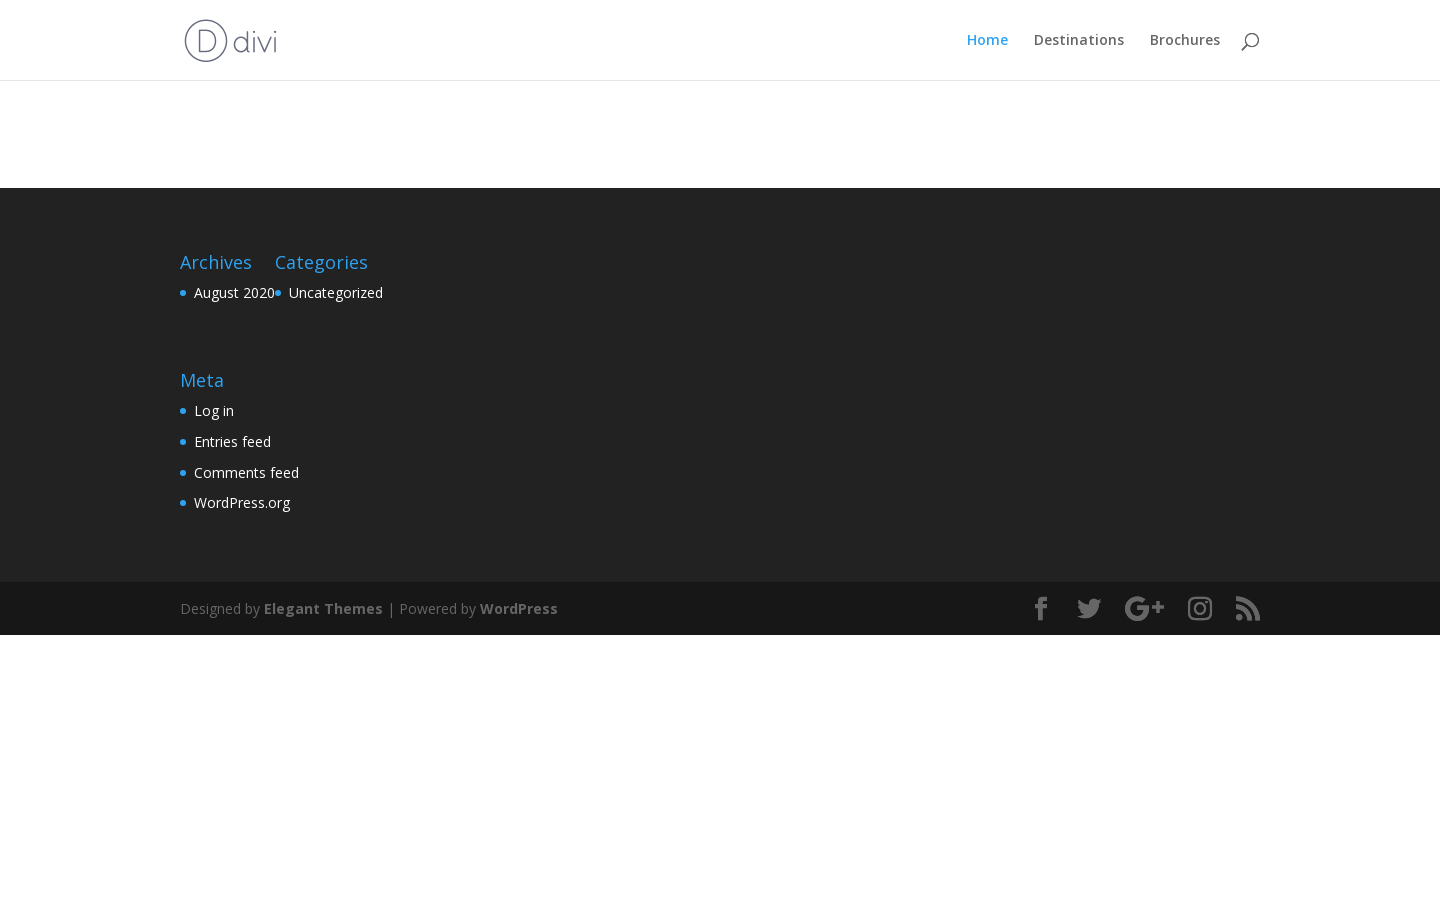 D divi
Home Destinations Brochures
Archives Categories
August 2020 Uncategorized
Meta
Log in
Entries feed
Comments feed
WordPress.org
Designed by Elegant Themes | Powered by WordPress